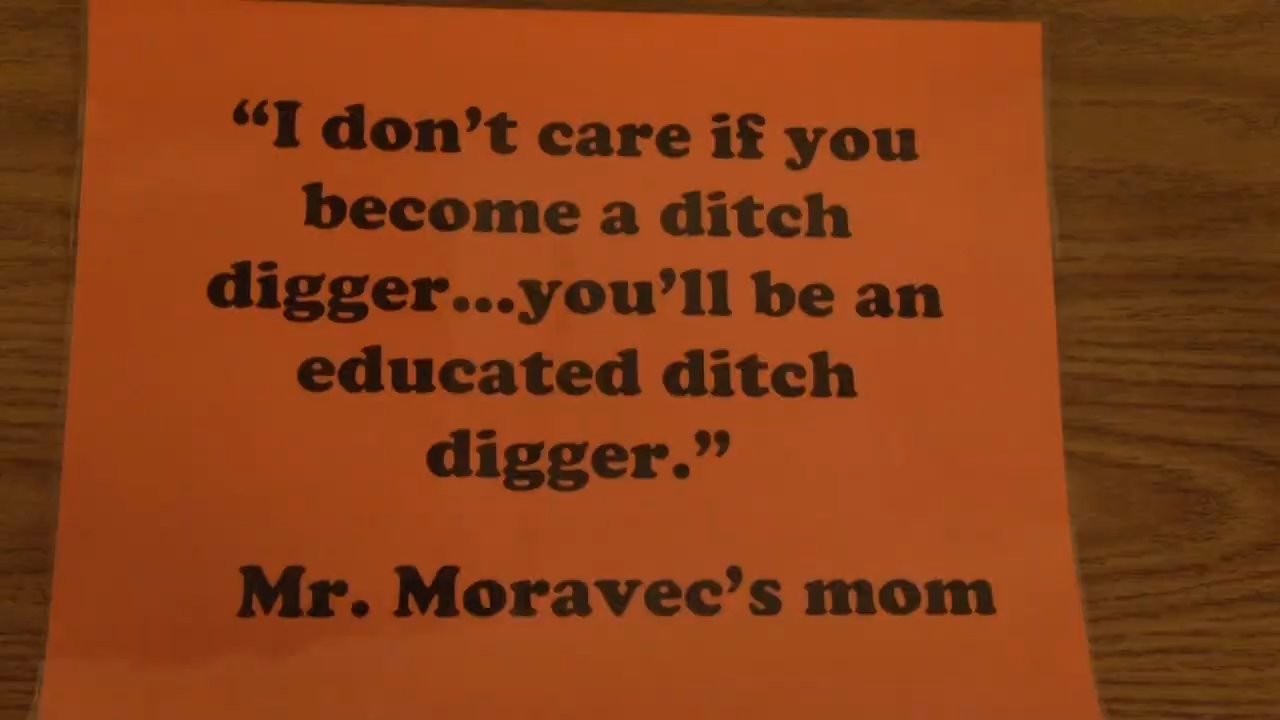 “I don’t care if you
become a ditch
digger...you’ll be an
educated ditch
digger.”
Mr. Moravec’s mom